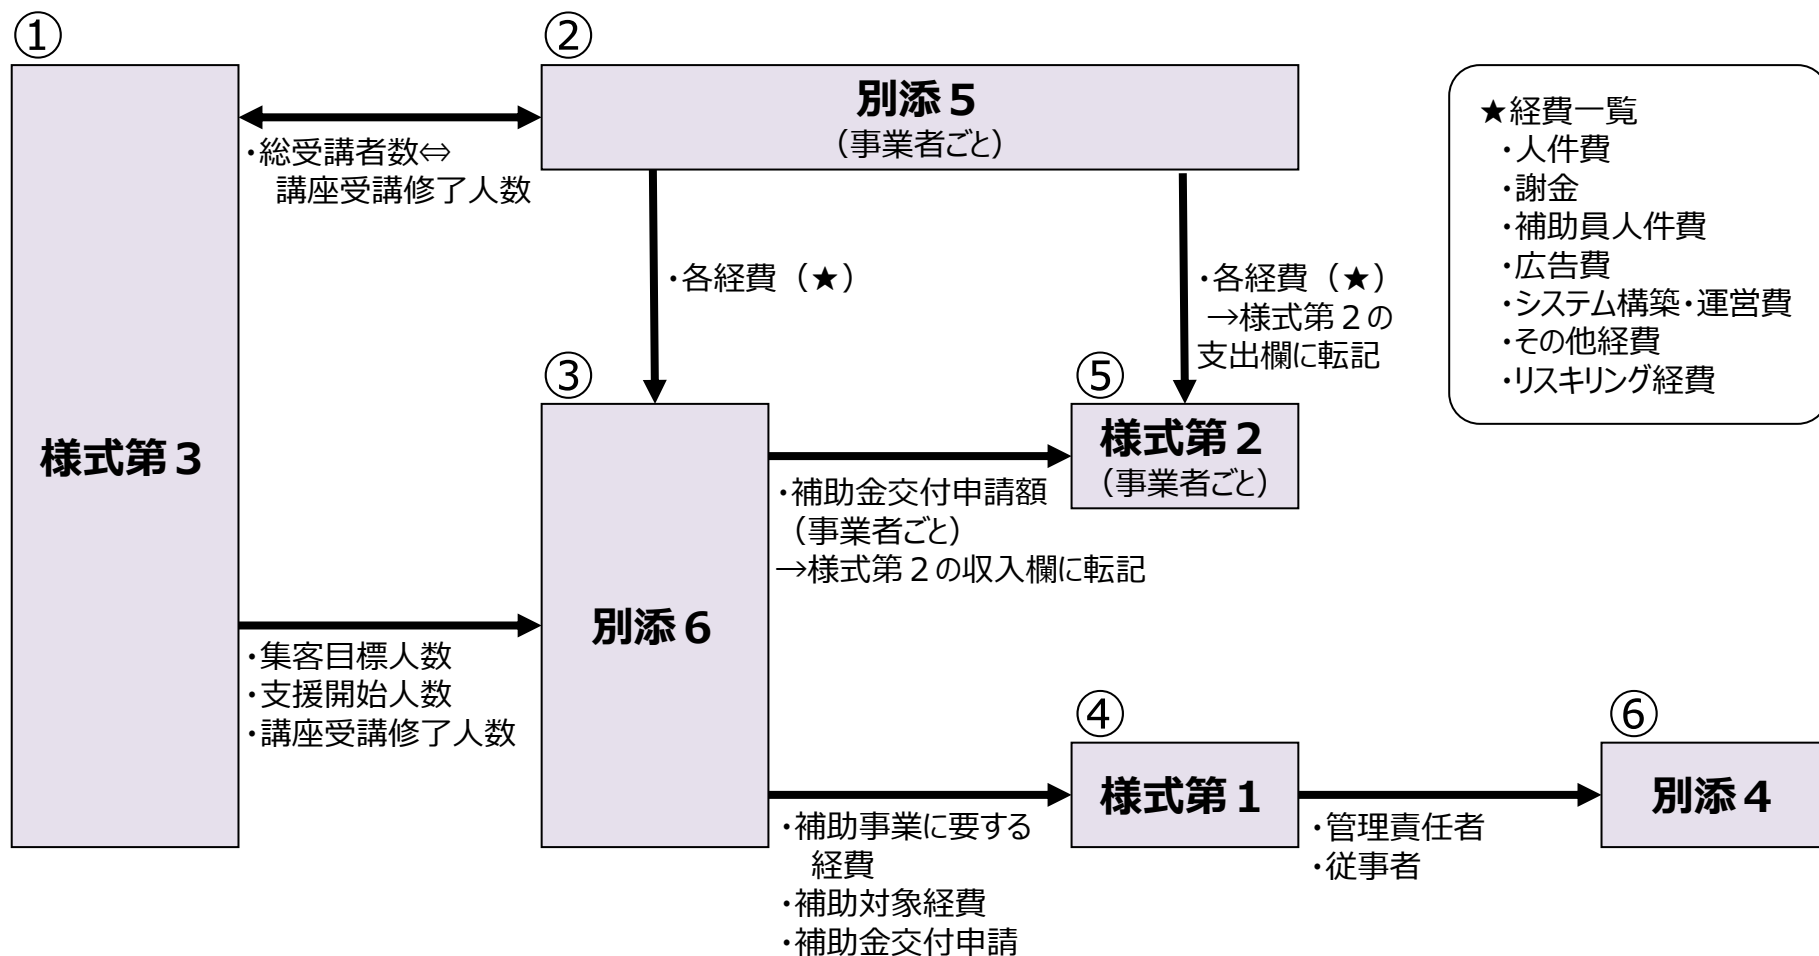 ①
②
別添５
（事業者ごと）
★経費一覧
・人件費
・謝金
・補助員人件費
・広告費
・システム構築・運営費
・その他経費
・リスキリング経費
・総受講者数⇔
講座受講修了人数
・各経費（★）
・各経費（★）
→様式第２の
支出欄に転記
様式第３
③
⑤
様式第２
（事業者ごと）
・補助金交付申請額
（事業者ごと）
→様式第２の収入欄に転記
別添６
・集客目標人数
・支援開始人数
・講座受講修了人数
④
⑥
様式第１
別添４
・補助事業に要する
経費
・補助対象経費
・補助金交付申請
・管理責任者
・従事者